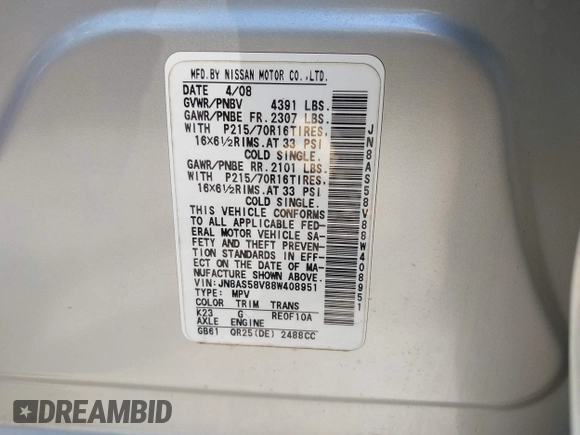 MFD.BY NISSAN MOTOR CO.,LTD.
DATE 4/08
GVWR/PNBV 4391 LBS.
GAWR/PNBE FR.2307 LBS.
WITH P215/70R16TIRES.
16X6½RIMS.AT 33 PSI
COLD SINGLE.
GAWR/PNBE RR.2101 LBS.
WITH P215/70R16TIRES.
16X6½RIMS.AT 33 PSI
COLD SINGLE.
THIS VEHICLE CONFORMS
TO ALL APPLICABLE FED-
ERAL MOTOR VEHICLE SA-
FETY AND THEFT PREVEN-
TION STANDARDS IN EFF-
ECT ON THE DATE OF MA-
NUFACTURE SHOWN ABOVE.
VIN:JN8AS58V88W408951
TYPE: MPV
COLOR TRIM TRANS
K23 G RE0F10A
AXLE ENGINE
GB61 QR25(DE) 2488CC
JN8AS58V88W408951
DREAMBID